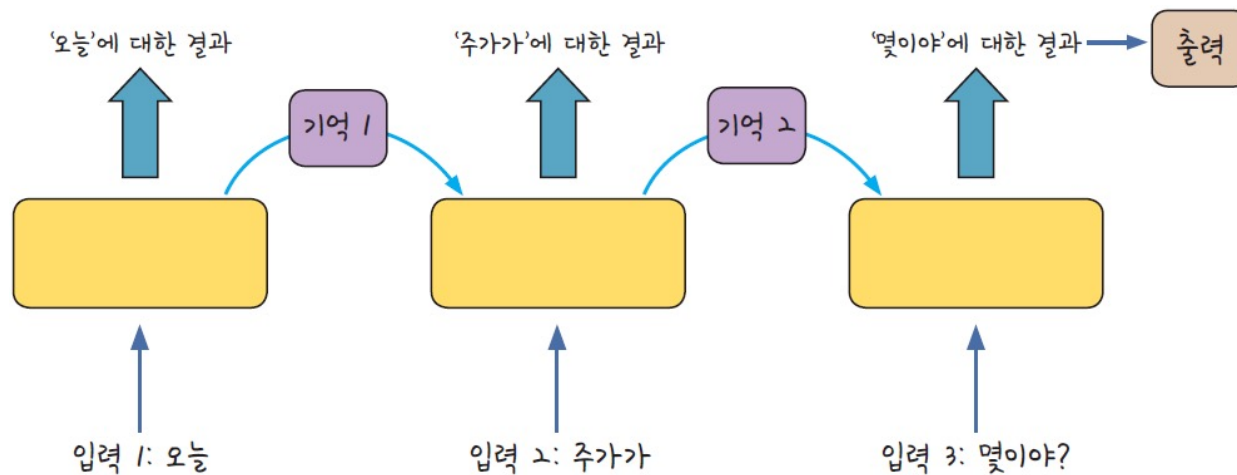 ‘오늘’에 대한 결과
‘주가가’에 대한 결과
‘몇이야’에 대한 결과
출력
기억 1
기억 2
입력 1: 오늘
입력 2: 주가가
입력 3: 몇이야?